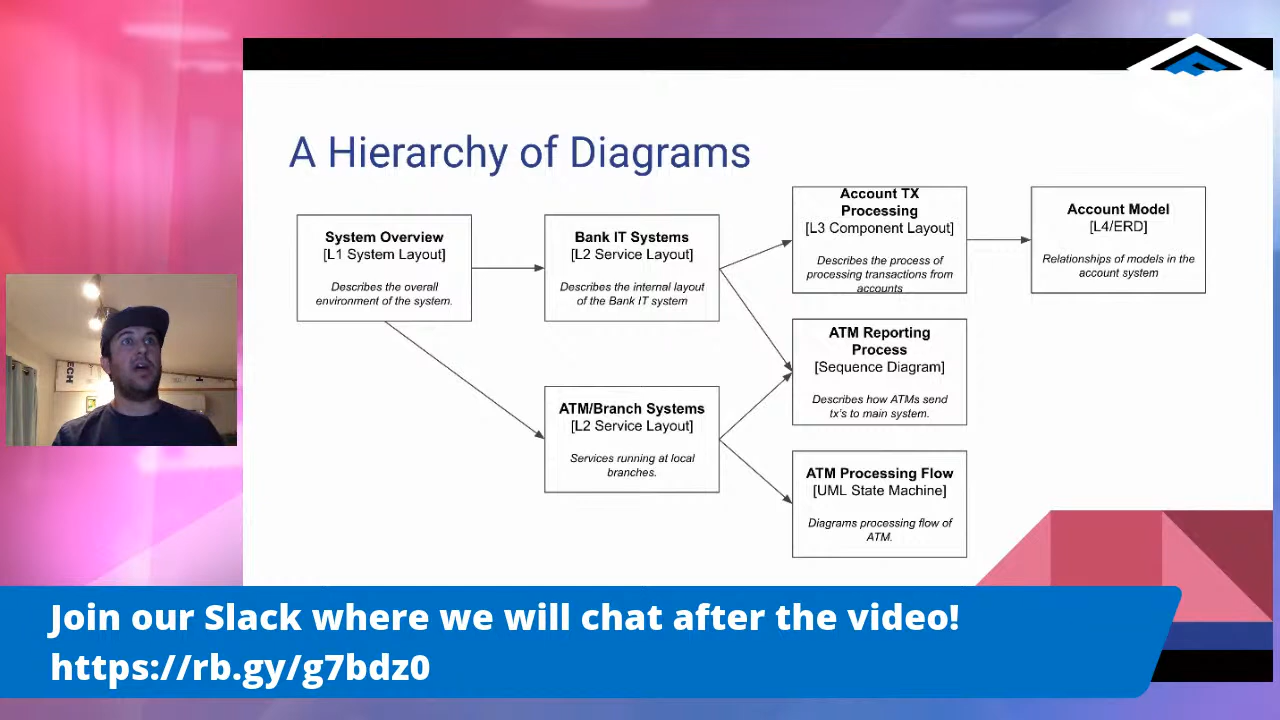 A Hierarchy of Diagrams
System Overview
[L1 System Layout]
Describes the overall
environment of the system.
Bank IT Systems
[L2 Service Layout]
Describes the internal layout
of the Bank IT system
Account TX
Processing
[L3 Component Layout]
Describes the process of
processing transactions from
accounts
Account Model
[L4/ERD]
Relationships of models in the
account system
ATM Reporting
Process
[Sequence Diagram]
Describes how ATMs send
tx's to main system.
ATM/Branch Systems
[L2 Service Layout]
Services running at local
branches.
ATM Processing Flow
[UML State Machine]
Diagrams processing flow of
ATM.
ECH
Join our Slack where we will chat after the video!
https://rb.gy/g7bdz0